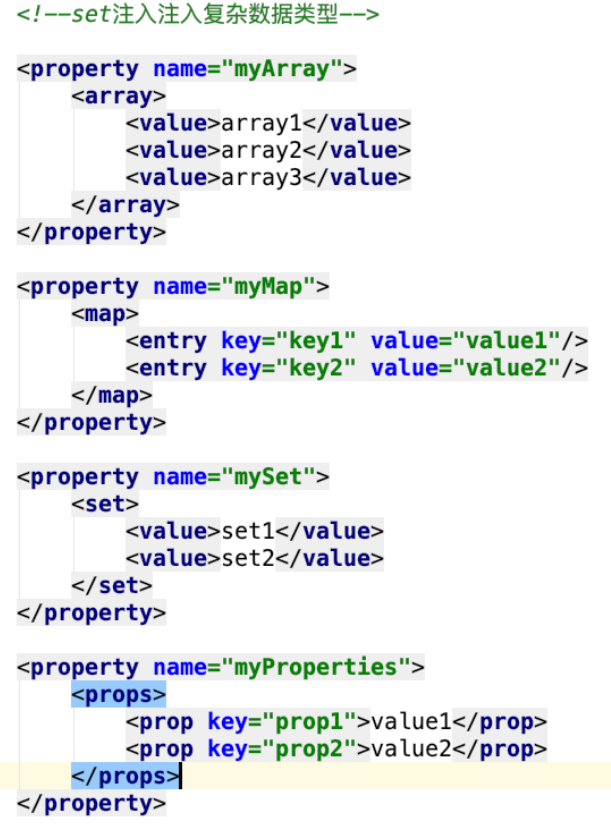 <!--set注入注入复杂数据类型-->
<property name="myArray">
<array>
<value>array1</value>
<value>array2</value>
<value>array3</value>
</array>
</property>
<property name="myMap">
<map>
<entry key="key1" value="value1"/>
<entry key="key2" value="value2"/>
</map>
</property>
<property name="mySet">
<set>
<value>set1</value>
<value>set2</value>
</set>
</property>
<property name="myProperties">
<props>
<prop key="prop1">value1</prop>
<prop key="prop2">value2</prop>
</props>
</property>